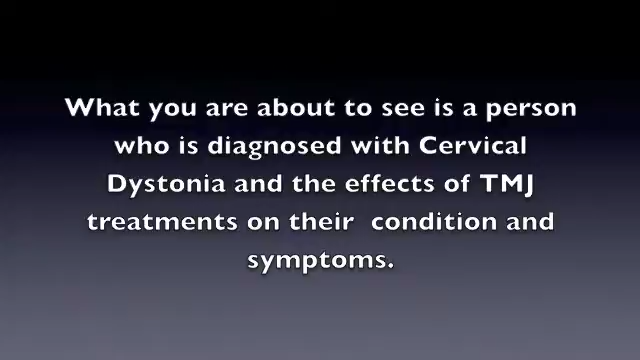 What you are about to see is a person
who is diagnosed with Cervical
Dystonia and the effects of TMJ
treatments on their  condition and
symptoms.